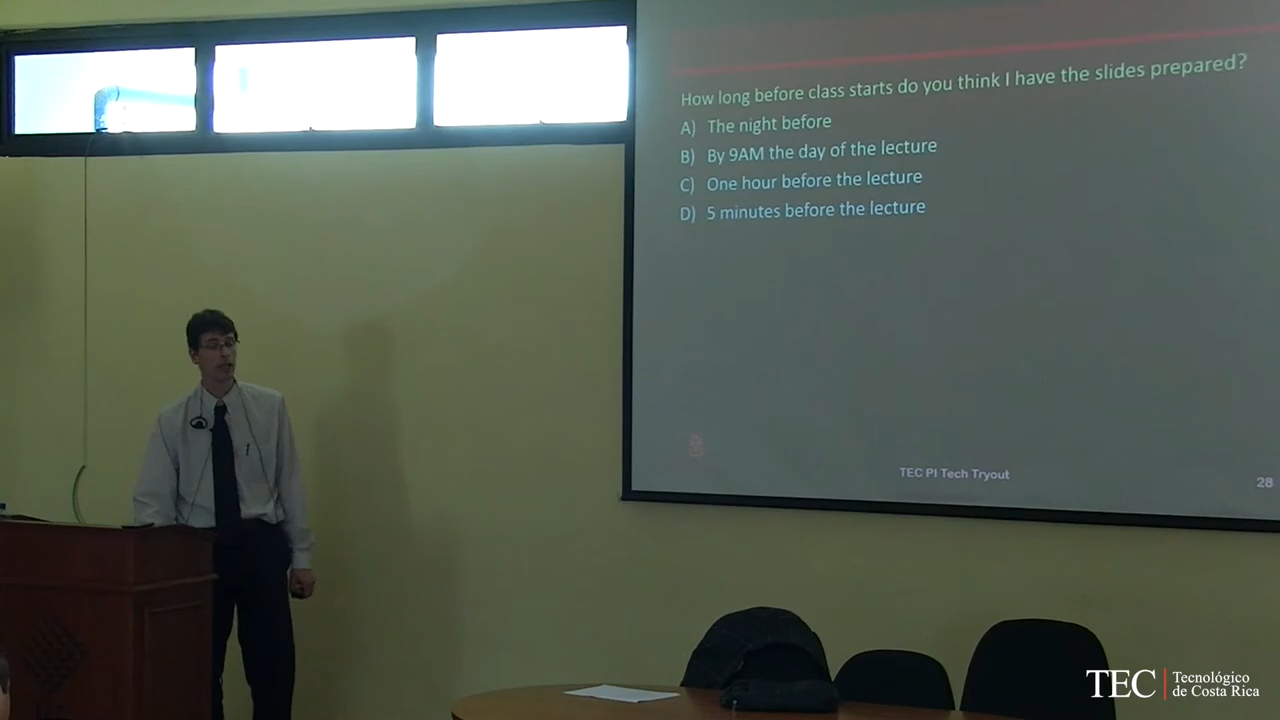 How long before class starts do you think I have the slides prepared?
A) The night before
B) By 9AM the day of the lecture
C) One hour before the lecture
D) 5 minutes before the lecture
TEC PI Tech Tryout
28
TEC | Tecnológico
de Costa Rica